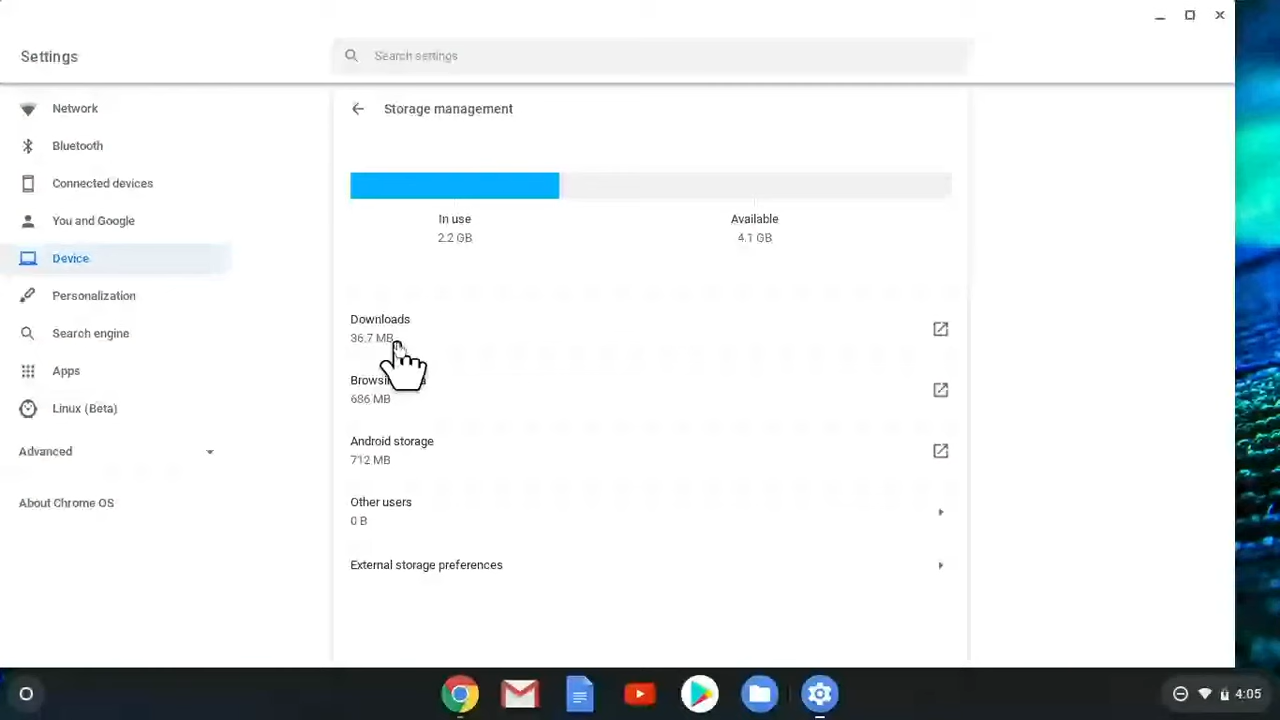 Settings
Search settings
Network
Bluetooth
Connected devices
You and Google
Device
Personalization
Search engine
Apps
Linux (Beta)
Advanced
About Chrome OS
Storage management
In use
2.2 GB
Available
4.1 GB
Downloads
36.7 MB
686 MB
Android storage
712 MB
Other users
0 B
External storage preferences
4:05